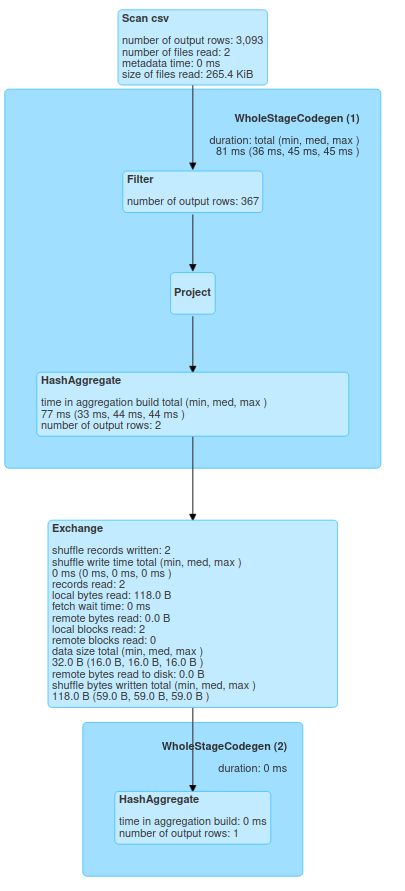 Scan csv
number of output rows: 3,093
number of files read: 2
metadata time: 0 ms
size of files read: 265.4 KiB
WholeStageCodegen (1)
duration: total (min, med, max )
81 ms (36 ms, 45 ms, 45 ms )
Filter
number of output rows: 367
Project
HashAggregate
time in aggregation build total (min, med, max )
77 ms (33 ms, 44 ms, 44 ms )
number of output rows: 2
Exchange
shuffle records written: 2
shuffle write time total (min, med, max )
0 ms (0 ms, 0 ms, 0 ms )
records read: 2
local bytes read: 118.0 B
fetch wait time: 0 ms
remote bytes read: 0.0 B
local blocks read: 2
remote blocks read: 0
data size total (min, med, max )
32.0 B (16.0 B, 16.0 B, 16.0 B )
remote bytes read to disk: 0.0 B
shuffle bytes written total (min, med, max )
118.0 B (59.0 B, 59.0 B, 59.0 B )
WholeStageCodegen (2)
duration: 0 ms
HashAggregate
time in aggregation build: 0 ms
number of output rows: 1